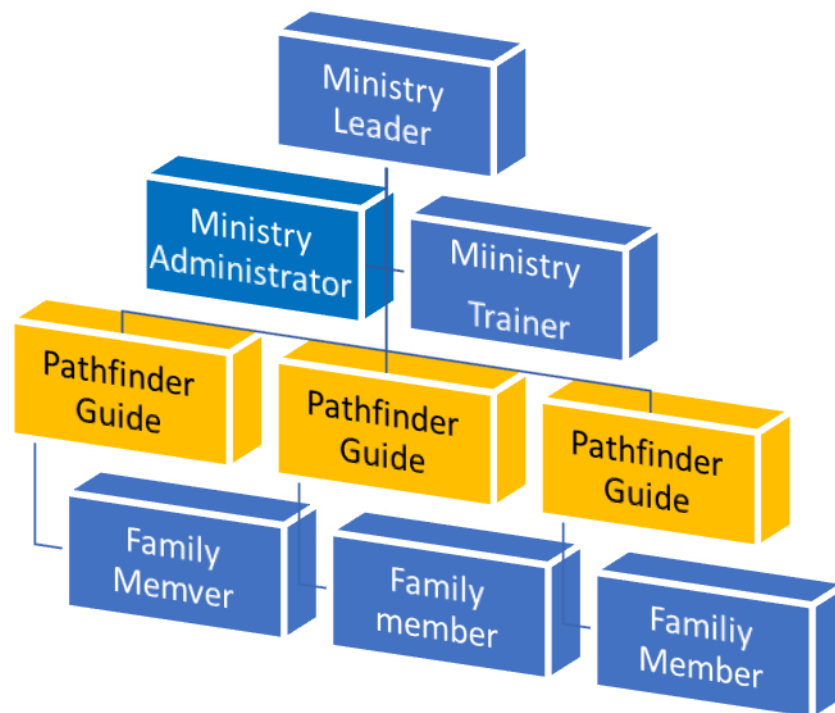 Ministry
Leader
Ministry
Administrator
Miinistry
Trainer
Pathfinder
Guide
Pathfinder
Guide
Pathfinder
Guide
Family
Memver
Family
member
Familiy
Member